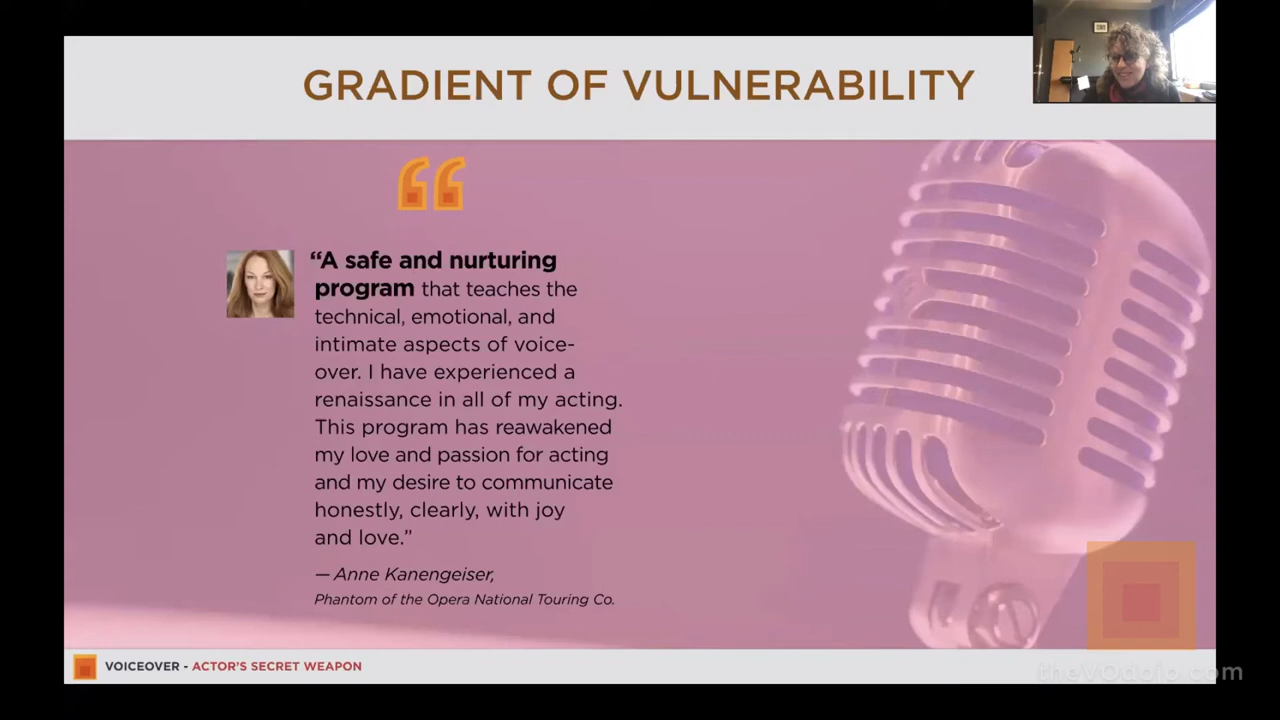 GRADIENT OF VULNERABILITY
“A safe and nurturing
program that teaches the
technical, emotional, and
intimate aspects of voice-
over. I have experienced a
renaissance in all of my acting.
This program has reawakened
my love and passion for acting
and my desire to communicate
honestly, clearly, with joy
and love.”
— Anne Kanengeiser,
Phantom of the Opera National Touring Co.
VOICEOVER - ACTOR'S SECRET WEAPON
theVOdojo.com